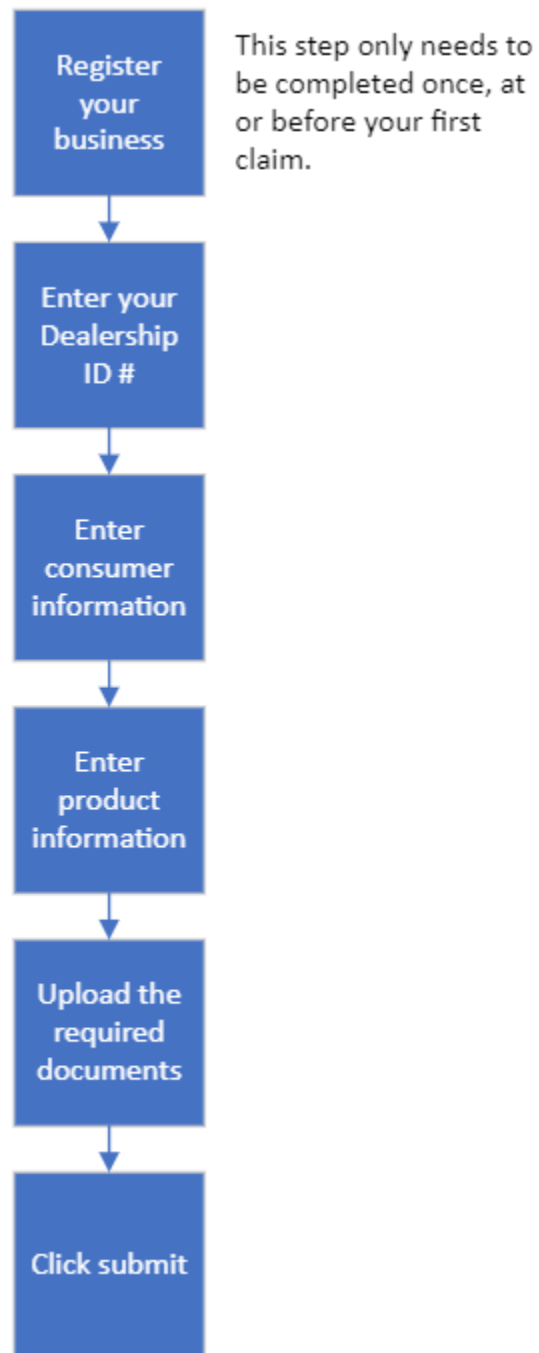 Register
your
business
This step only needs to
be completed once, at
or before your first
claim.
Enter your
Dealership
ID #
Enter
consumer
information
Enter
product
information
Upload the
required
documents
Click submit